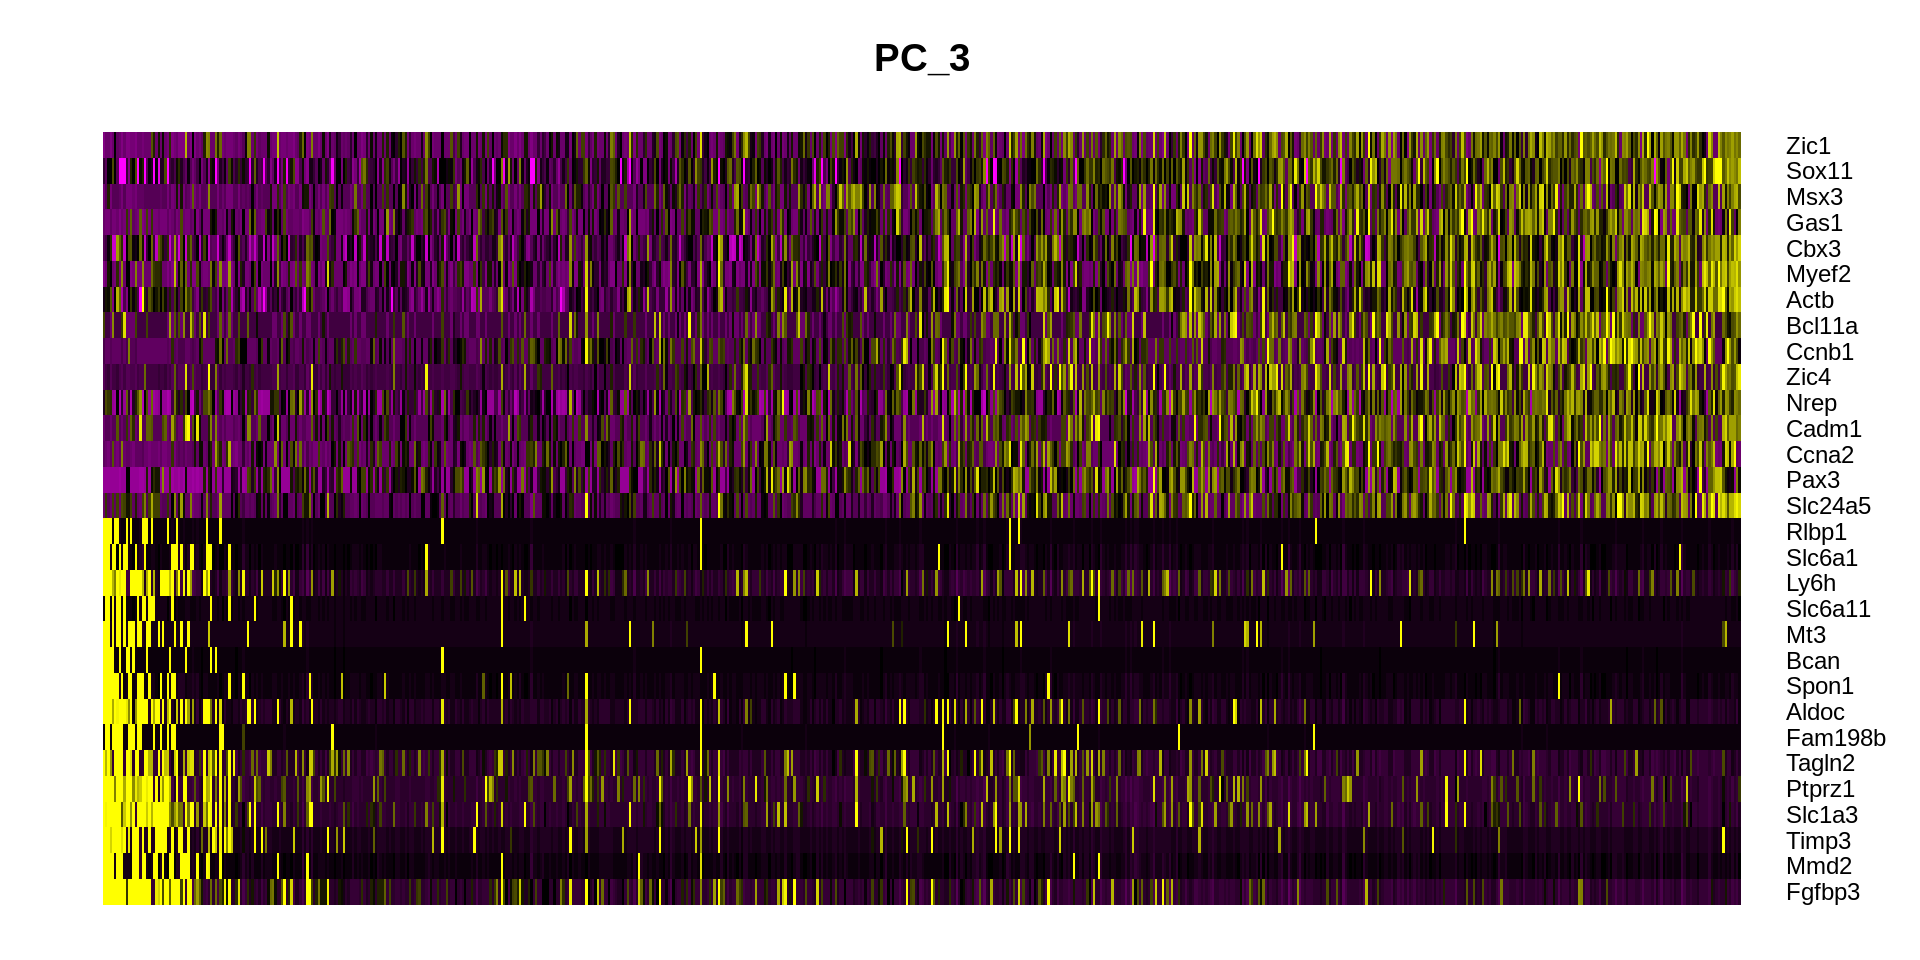 PC_3
Zic1
Sox11
Msx3
Gas1
Cbx3
Myef2
Actb
Bcl11a
Ccnb1
Zic4
Nrep
Cadm1
Ccna2
Pax3
Slc24a5
Rlbp1
Slc6a1
Ly6h
Slc6a11
Mt3
Bcan
Spon1
Aldoc
Fam198b
Tagln2
Ptprz1
Slc1a3
Timp3
Mmd2
Fgfbp3